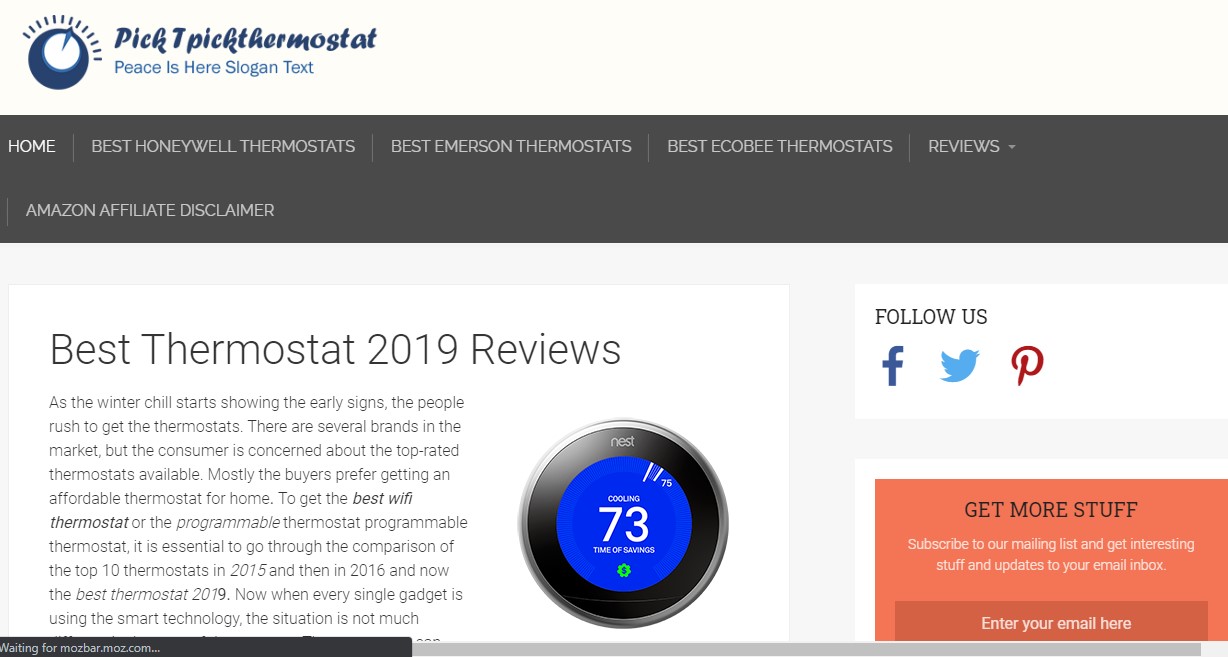 Pick Tpickthermostat
Peace Is Here Slogan Text
HOME
BEST HONEYWELL THERMOSTATS
BEST EMERSON THERMOSTATS
BEST ECOBEE THERMOSTATS
REVIEWS
AMAZON AFFILIATE DISCLAIMER
Best Thermostat 2019 Reviews
As the winter chill starts showing the early signs, the people
rush to get the thermostats. There are several brands in the
market, but the consumer is concerned about the top-rated
thermostats available. Mostly the buyers prefer getting an
affordable thermostat for home. To get the best wifi
thermostat or the programmable thermostat programmable
thermostat, it is essential to go through the comparison of
the top 10 thermostats in 2015 and then in 2016 and now
the best thermostat 2019. Now when every single gadget is
using the smart technology, the situation is not much
nest
75
COOLING
73
TIME OF SAVINGS
FOLLOW US
GET MORE STUFF
Subscribe to our mailing list and get interesting
stuff and updates to your email inbox.
Enter your email here
Waiting for mozbar.moz.com...